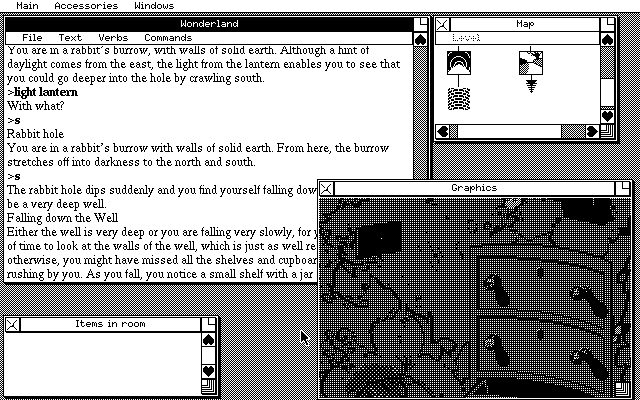 Main Accessories Windows
Wonderland
File Text Verbs Commands
You are in a rabbit's burrow, with walls of solid earth. Although a hint of
daylight comes from the east, the light from the lantern enables you to see that
you could go deeper into the hole by crawling south.
>light lantern
With what?
>s
Rabbit hole
You are in a rabbit's burrow with walls of solid earth. From here, the burrow
stretches off into darkness to the north and south.
>s
The rabbit hole dips suddenly and you find yourself falling dow
be a very deep well.
Falling down the Well
Either the well is very deep or you are falling very slowly, for y
of time to look at the walls of the well, which is just as well
otherwise, you might have missed all the shelves and
rushing by you. As you fall, you notice a small shelf with a jar
Map
Level
Graphics
Items in room